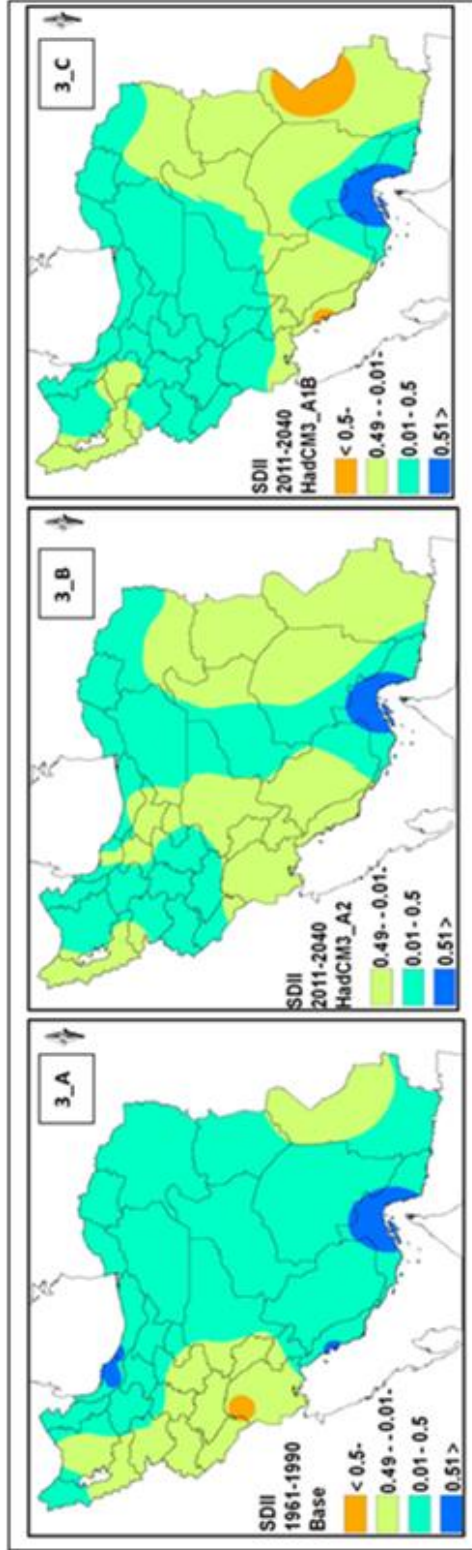 3_A
SDII
1961-1990
Base
< 0.5-
0.49 - -0.01-
0.01 - 0.5
0.51 >
3_B
SDII
2011-2040
HadCM3_A2
0.49- -0.01-
0.01 - 0.5
0.51 >
3_C
SDII
2011-2040
HadCM3_A1B
< 0.5-
0.49 - -0.01-
0.01 - 0.5
0.51 >